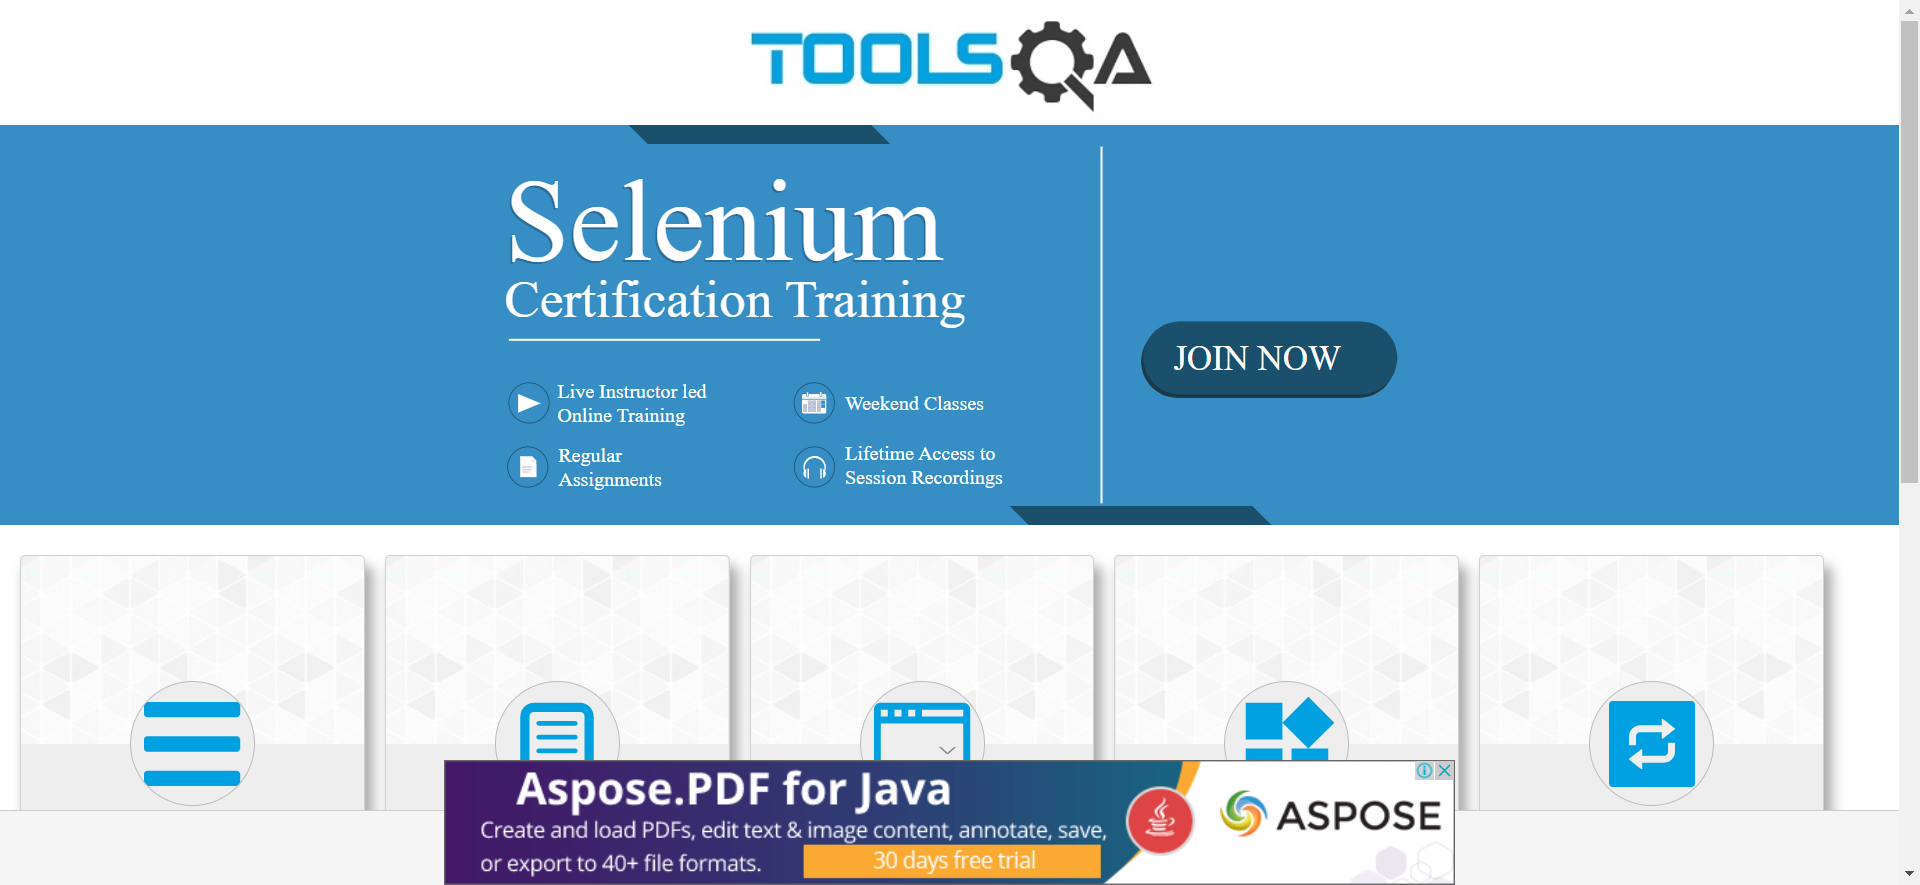 TOOLSQA
Selenium
Certification Training
JOIN NOW
Live Instructor led
Online Training
Weekend Classes
Regular
Assignments
Lifetime Access to
Session Recordings
Aspose.PDF for Java
Create and load PDFs, edit text & image content, annotate, save,
or export to 40+ file formats.
30 days free trial
ASPOSE